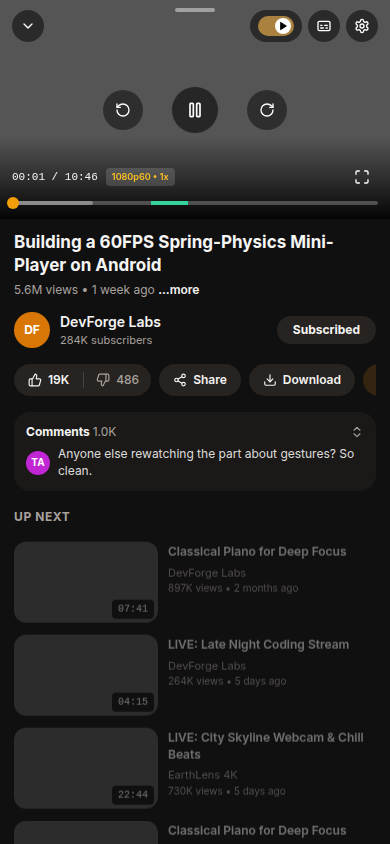 00:01 / 10:46 1080p60 • 1x
Building a 60FPS Spring-Physics Mini-
Player on Android
5.6M views • 1 week ago ...more
DF DevForge Labs Subscribed
284K subscribers
19K 486 Share Download
Comments 1.0K
TA Anyone else rewatching the part about gestures? So
clean.
UP NEXT
Classical Piano for Deep Focus
DevForge Labs
897K views • 2 months ago
07:41
LIVE: Late Night Coding Stream
DevForge Labs
264K views • 5 days ago
04:15
LIVE: City Skyline Webcam & Chill
Beats
EarthLens 4K
730K views • 5 days ago
22:44
Classical Piano for Deep Focus